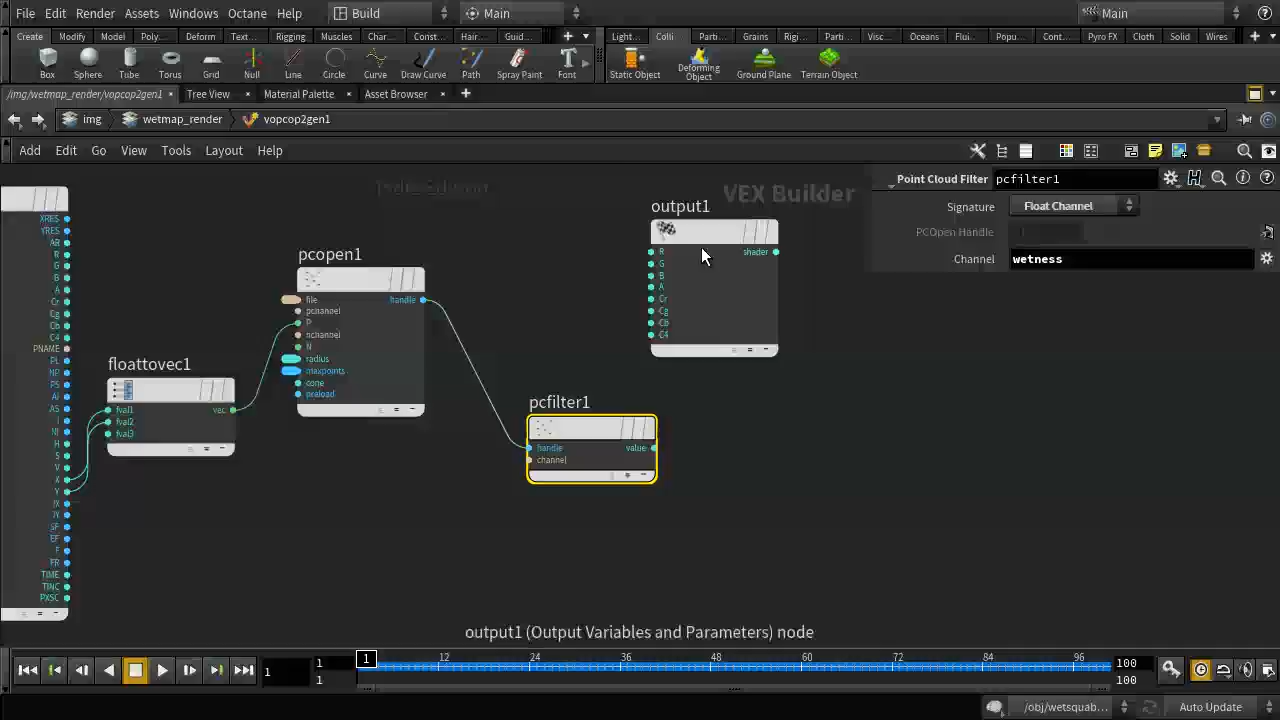 File Edit Render Assets Windows Octane Help Build Main Main
Create Modify Model Poly... Deform Text... Rigging Muscles Char... Const... Hair... Guid... Light... Colli Parti... Grains Rig... Parti... Visc... Oceans Flui... Popu... Cont... Pyro FX Cloth Solid Wires
Box Sphere Tube Torus Grid Null Line Circle Curve Draw Curve Path Spray Paint Font Static Object Deforming Object Ground Plane Terrain Object
/img/wetmap_render/vopcop2gen1 Tree View Material Palette Asset Browser
img wetmap_render vopcop2gen1
Add Edit Go View Tools Layout Help
Point Cloud Filter pcfilter1
VEX Builder
Signature Float Channel
PCOpen Handle
Channel wetness
XRES
YRES
AR
R
G
B
A
Cr
Cg
Cb
C4
PNAME
PL
NP
PS
AI
AS
I
NI
H
S
V
X
Y
IX
IY
SF
EF
F
FR
TIME
TINC
PXSC
floattovec1
fval1 vec
fval2
fval3
pcopen1
file handle
pchannel
P
nchannel
N
radius
maxpoints
cone
preload
pcfilter1
handle value
channel
output1
R shader
G
B
A
Cr
Cg
Cb
C4
output1 (Output Variables and Parameters) node
1 1 1 1 12 24 36 48 60 72 84 96 100 100
/obj/wetsquab... Auto Update